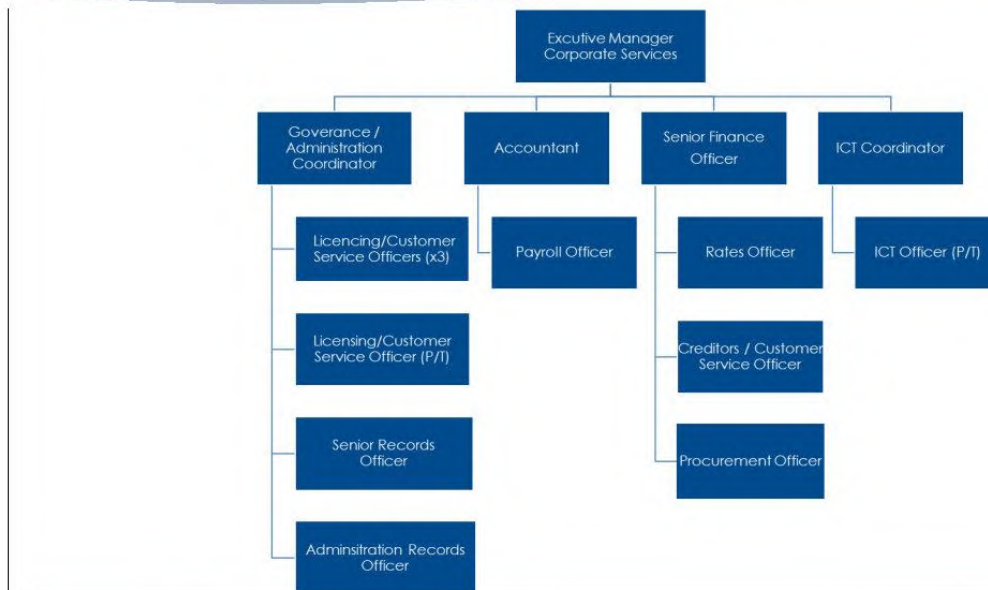 Excutive Manager
Corporate Services
Goverance /
Administration
Coordinator
Accountant
Senior Finance
Officer
ICT Coordinator
Licencing/Customer
Service Officers (x3)
Payroll Officer
Rates Officer
ICT Officer (P/T)
Licensing/Customer
Service Officer (P/T)
Creditors / Customer
Service Officer
Senior Records
Officer
Procurement Officer
Adminsitration Records
Officer